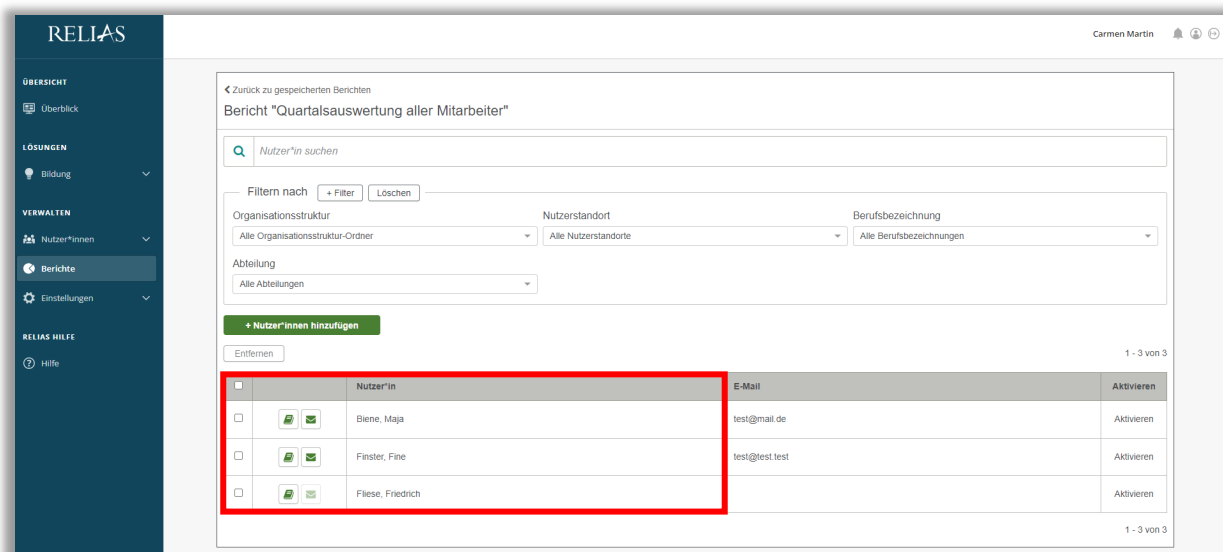 RELIAS
Carmen Martin
ÜBERSICHT
Überblick
LÖSUNGEN
Bildung
VERWALTEN
Nutzer*innen
Berichte
Einstellungen
RELIAS HILFE
Hilfe
Zurück zu gespeicherten Berichten
Bericht "Quartalsauswertung aller Mitarbeiter"
Nutzer*in suchen
Filtern nach + Filter Löschen
Organisationsstruktur Nutzerstandort Berufsbezeichnung
Alle Organisationsstruktur-Ordner Alle Nutzerstandorte Alle Berufsbezeichnungen
Abteilung
Alle Abteilungen
+ Nutzer*innen hinzufügen
Entfernen 1 - 3 von 3
Nutzer*in E-Mail Aktivieren
Biene, Maja test@mail.de Aktivieren
Finster, Fine test@test.test Aktivieren
Fliese, Friedrich Aktivieren
1 - 3 von 3